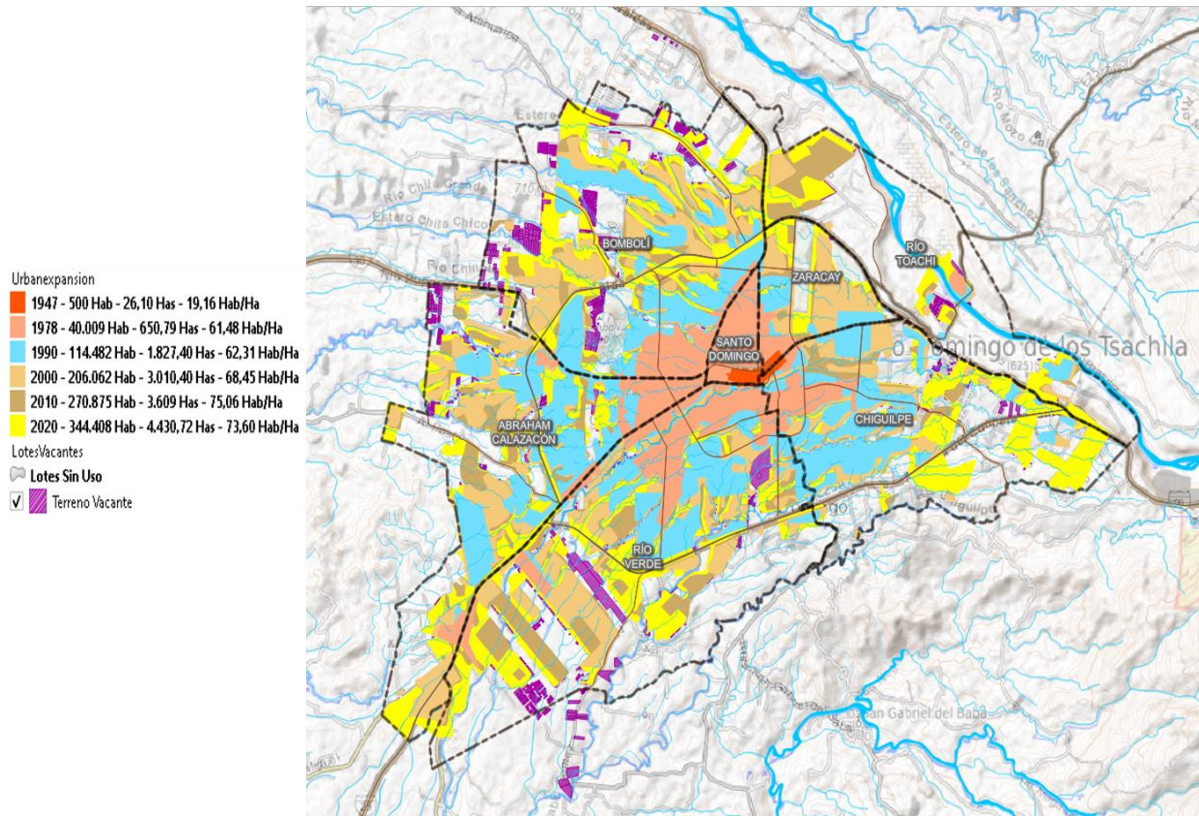 Urbanexpansion
1947 - 500 Hab - 26,10 Has - 19,16 Hab/Ha
1978 - 40.009 Hab - 650,79 Has - 61,48 Hab/Ha
1990 - 114.482 Hab - 1.827,40 Has - 62,31 Hab/Ha
2000 - 206.062 Hab - 3.010,40 Has - 68,45 Hab/Ha
2010 - 270.875 Hab - 3.609 Has - 75,06 Hab/Ha
2020 - 344.408 Hab - 4.430,72 Has - 73,60 Hab/Ha
LotesVacantes
Lotes Sin Uso
Terreno Vacante
Estero
Río Chila Grande
710 m
Estero Chila Chico
BOMBOLÍ
RÍO
TOACHI
ZARACAY
SANTO
DOMINGO
o Domingo de los Tsáchila
(625)
CHIGUILPE
ABRAHAM
CALAZACÓN
RÍO
VERDE
an Gabriel del Baba